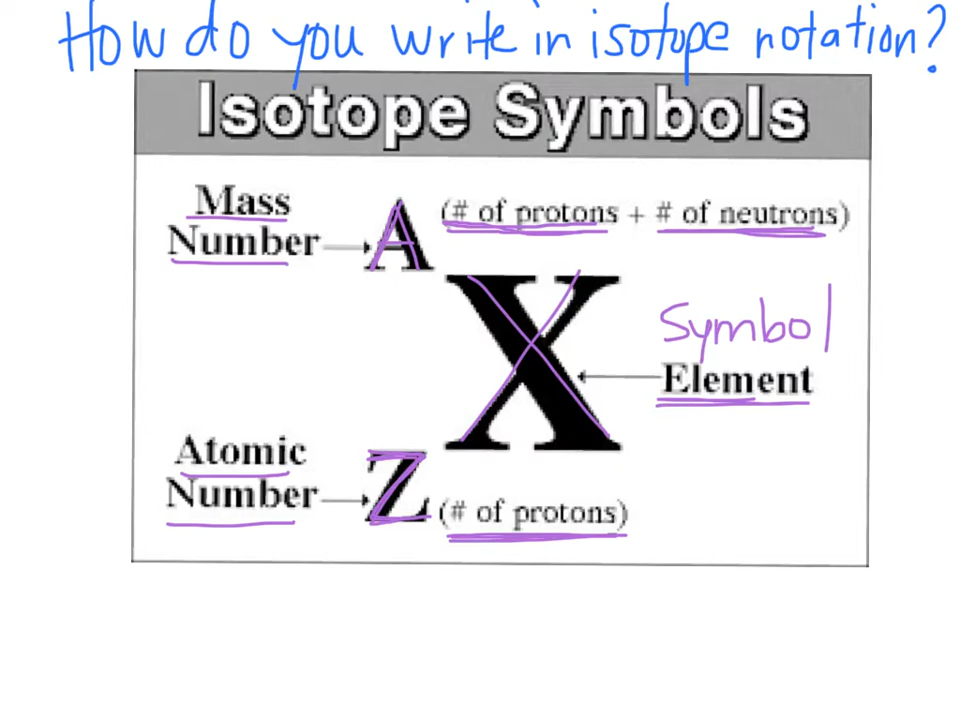 How do you write in isotope notation?
Isotope Symbols
Mass
Number
A
(# of protons + # of neutrons)
X
Symbol
Element
Atomic
Number
Z
(# of protons)